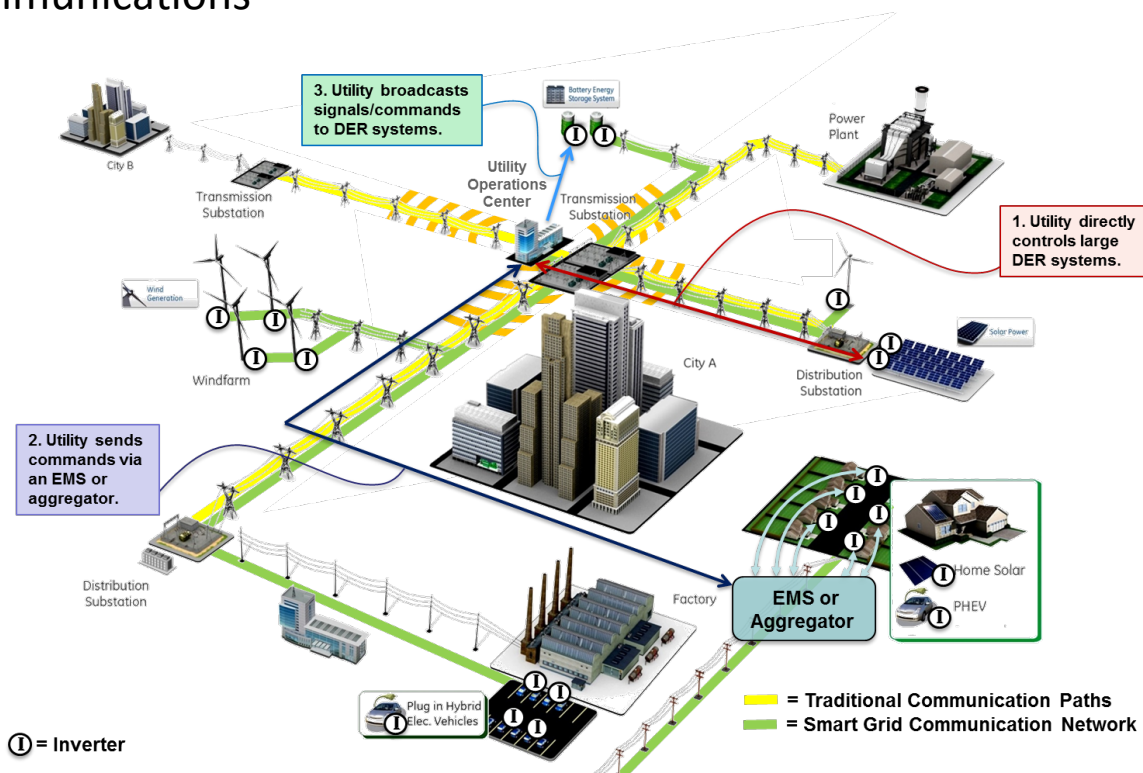 mmunications
3. Utility broadcasts
signals/commands
to DER systems.
Battery Energy
Storage System
I
I
Power
Plant
City B
Utility
Operations
Center
Transmission
Substation
Transmission
Substation
1. Utility directly
controls large
DER systems.
Wind
Generation
I
I
I
I
Windfarm
I
I
I
Solar Power
Distribution
Substation
City A
2. Utility sends
commands via
an EMS or
aggregator.
I
I
I
I
I
I
I
Home Solar
I
PHEV
Distribution
Substation
Factory
EMS or
Aggregator
I
I
I
I
I
Plug in Hybrid
Elec. Vehicles
= Traditional Communication Paths
= Smart Grid Communication Network
I = Inverter